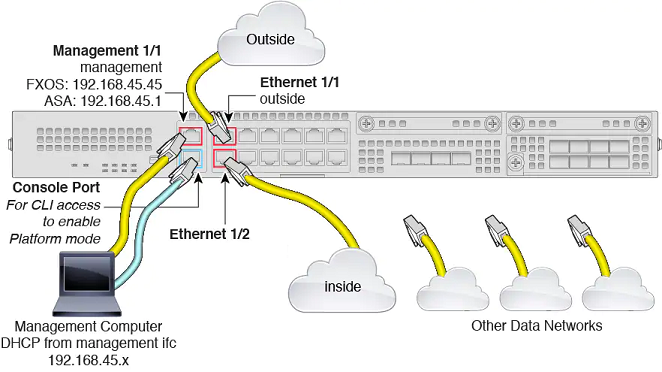 Outside
Management 1/1
management
FXOS: 192.168.45.45
ASA: 192.168.45.1
Ethernet 1/1
outside
Console Port
For CLI access
to enable
Platform mode
Ethernet 1/2
inside
Management Computer
DHCP from management ifc
192.168.45.x
Other Data Networks